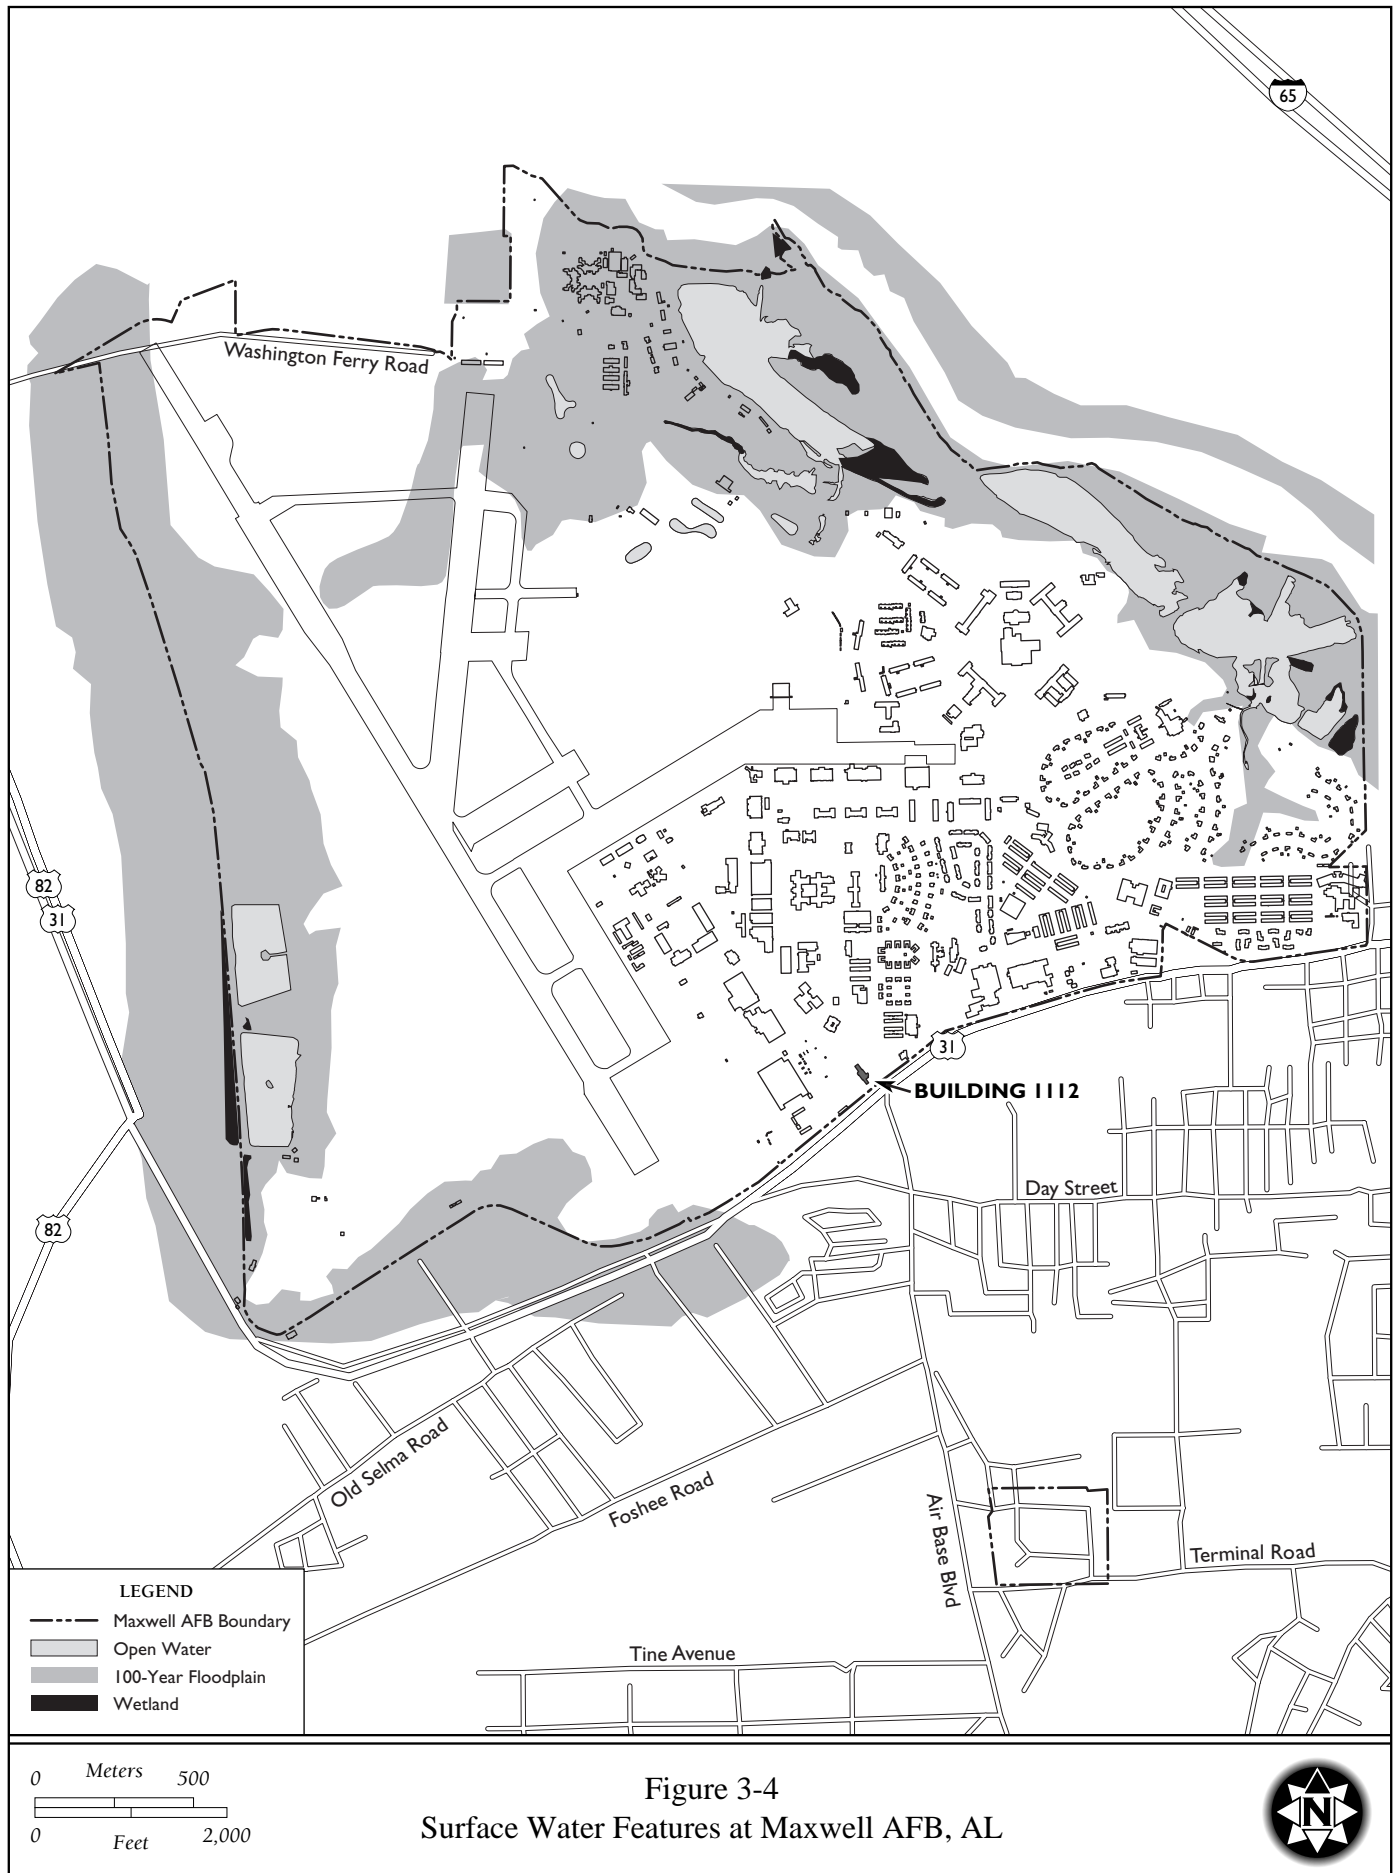 65
Washington Ferry Road
82
31
31
BUILDING 1112
Day Street
82
Old Selma Road
Foshee Road
Air Base Blvd
Terminal Road
Tine Avenue
LEGEND
Maxwell AFB Boundary
Open Water
100-Year Floodplain
Wetland
0 Meters 500
0 Feet 2,000
Figure 3-4
Surface Water Features at Maxwell AFB, AL
N